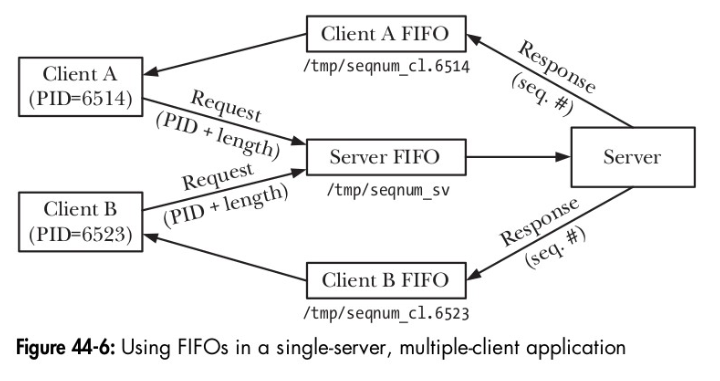 Client A FIFO
/tmp/seqnum_cl.6514
Client A
(PID=6514)
Request
(PID + length)
Response
(seq. #)
Server FIFO
/tmp/seqnum_sv
Server
Request
(PID + length)
Client B
(PID=6523)
Response
(seq. #)
Client B FIFO
/tmp/seqnum_cl.6523
Figure 44-6: Using FIFOs in a single-server, multiple-client application